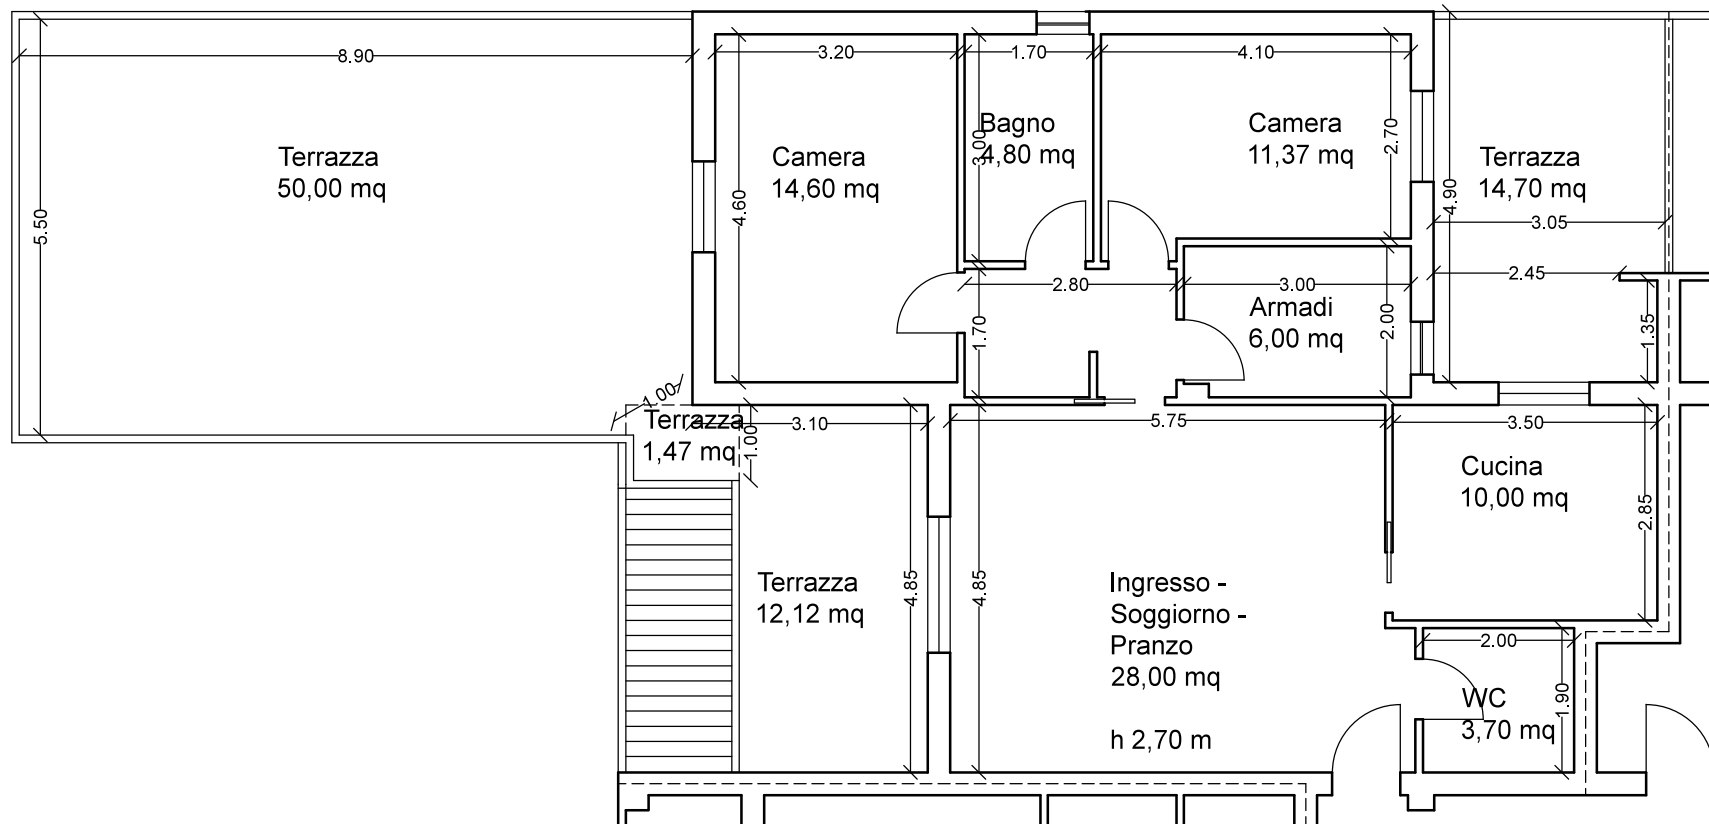 8.90
3.20
1.70
4.10
5.50
Terrazza
50,00 mq
4.60
Camera
14,60 mq
3.00
Bagno
4,80 mq
Camera
11,37 mq
2.70
4.90
Terrazza
14,70 mq
3.05
2.45
1.35
2.80
1.70
3.00
Armadi
6,00 mq
2.00
1.00
Terrazza
1,47 mq
1.00
3.10
5.75
3.50
Cucina
10,00 mq
2.85
Terrazza
12,12 mq
4.85
4.85
Ingresso -
Soggiorno -
Pranzo
28,00 mq
h 2,70 m
2.00
WC
3,70 mq
1.90